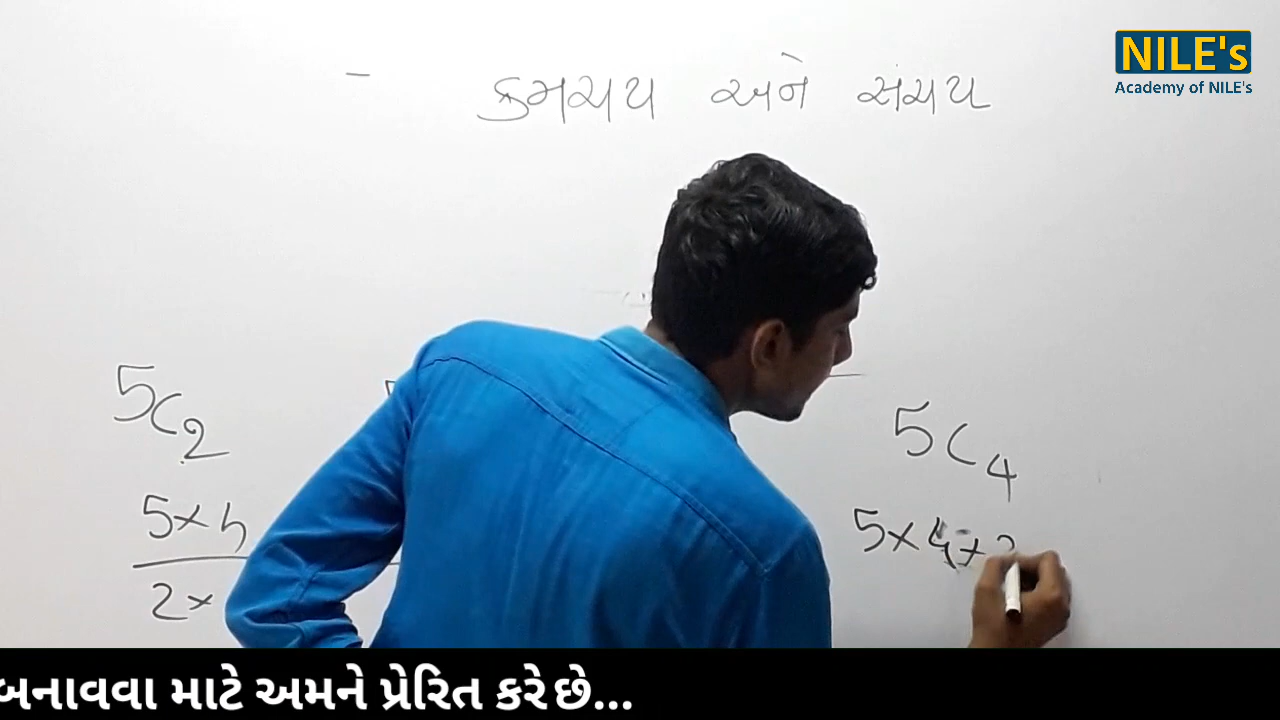 NILE's
Academy of NILE's
ક્રમચય અને સંચય
5C2
5C4
5×4
5×4×3
2×
બનાવવા માટે અમને પ્રેરિત કરે છે...